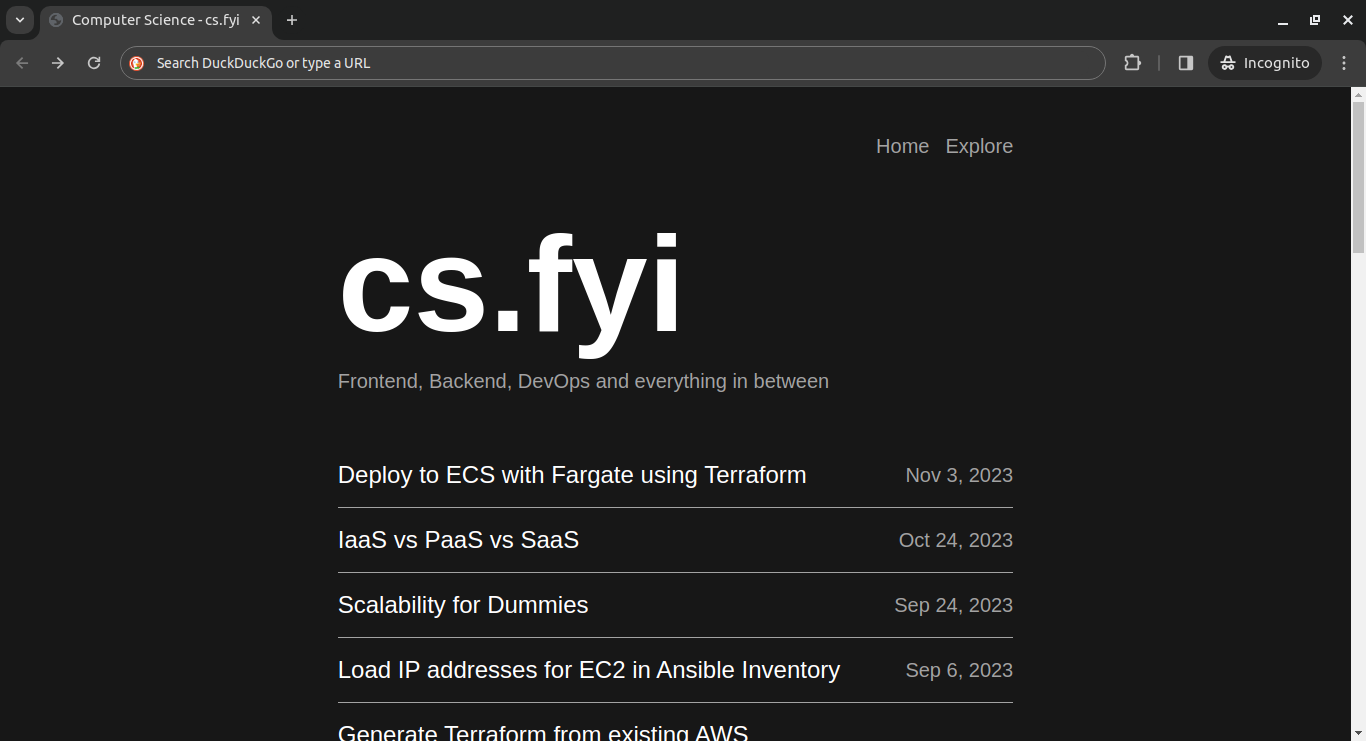 Computer Science - cs.fyi
Search DuckDuckGo or type a URL
Incognito
Home Explore
cs.fyi
Frontend, Backend, DevOps and everything in between
Deploy to ECS with Fargate using Terraform Nov 3, 2023
IaaS vs PaaS vs SaaS Oct 24, 2023
Scalability for Dummies Sep 24, 2023
Load IP addresses for EC2 in Ansible Inventory Sep 6, 2023
Generate Terraform from existing AWS